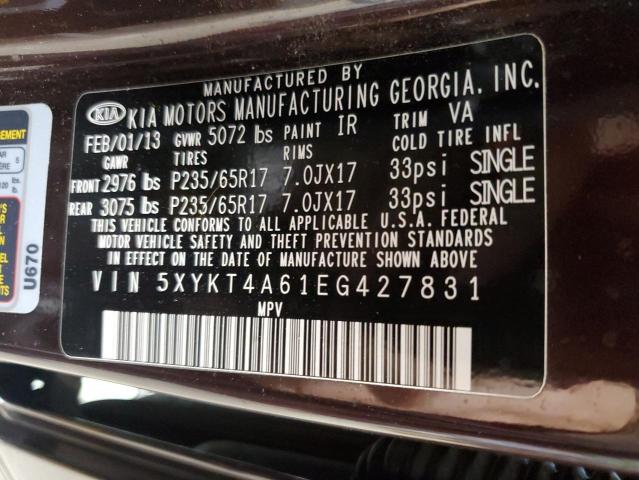 MANUFACTURED BY
KIA KIA MOTORS MANUFACTURING GEORGIA, INC.
FEB/01/13 GVWR 5072 lbs PAINT IR TRIM VA
GAWR TIRES RIMS COLD TIRE INFL
FRONT 2976 lbs P235/65R17 7.0JX17 33psi SINGLE
REAR 3075 lbs P235/65R17 7.0JX17 33psi SINGLE
THIS VEHICLE CONFORMS TO ALL APPLICABLE U.S.A. FEDERAL
MOTOR VEHICLE SAFETY AND THEFT PREVENTION STANDARDS
IN EFFECT ON THE DATE OF MANUFACTURE SHOWN ABOVE
VIN 5XYKT4A61EG427831
MPV
U670